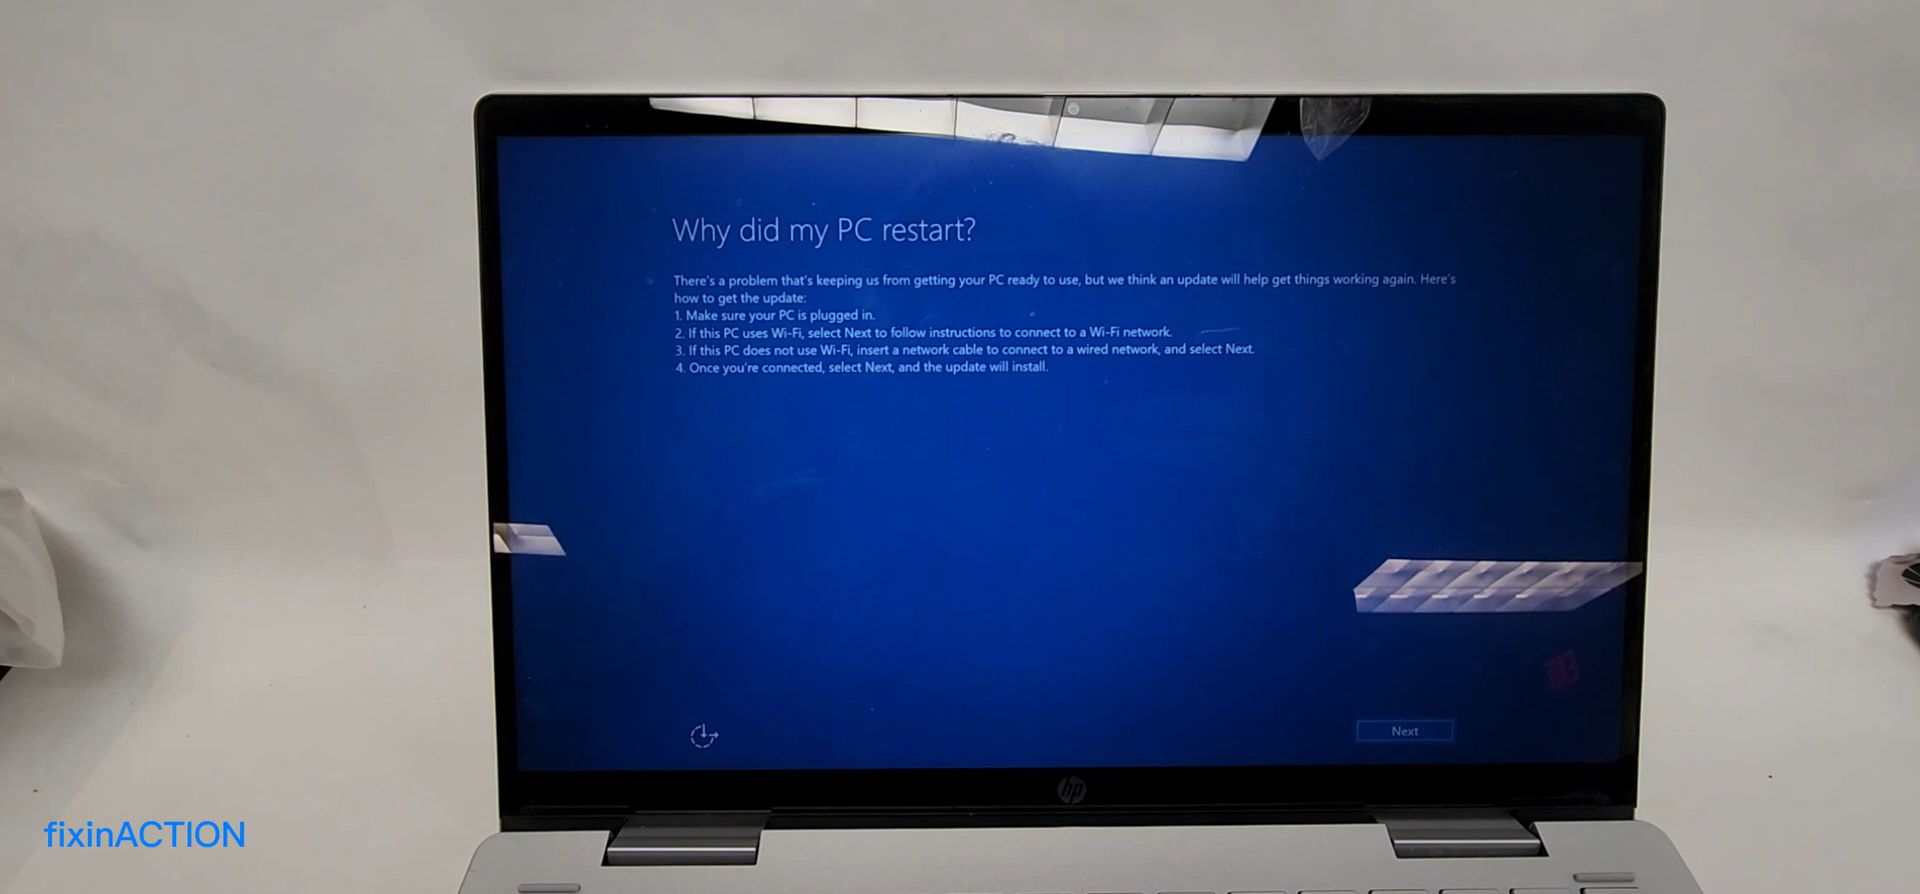 Why did my PC restart?
There's a problem that's keeping us from getting your PC ready to use, but we think an update will help get things working again. Here's
how to get the update:
1. Make sure your PC is plugged in.
2. If this PC uses Wi-Fi, select Next to follow instructions to connect to a Wi-Fi network.
3. If this PC does not use Wi-Fi, insert a network cable to connect to a wired network, and select Next.
4. Once you're connected, select Next, and the update will install.
Next
hp
fixinACTION